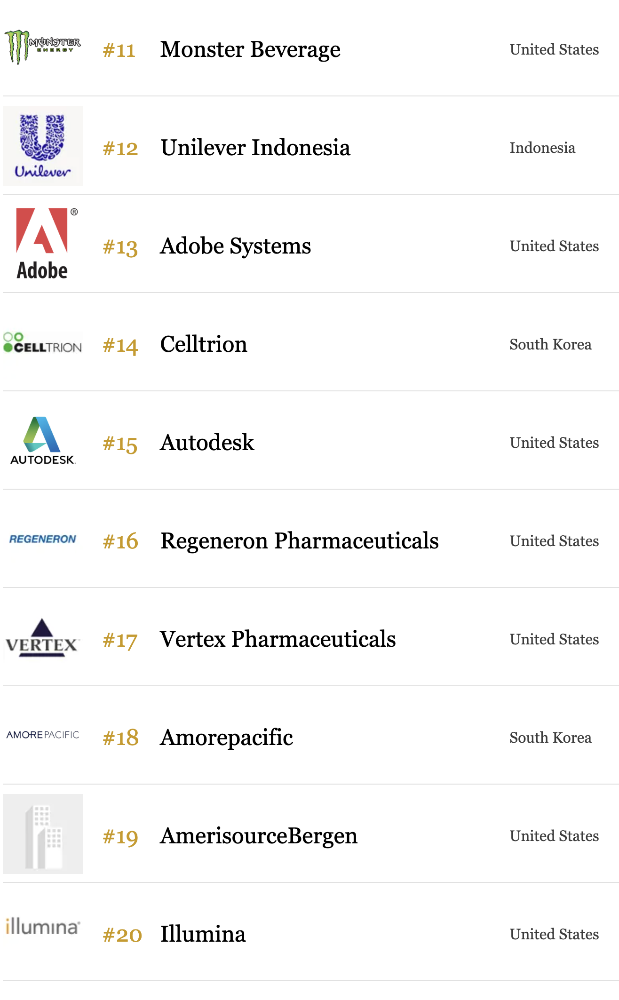 MONSTER
ENERGY
#11 Monster Beverage United States
Unilever
#12 Unilever Indonesia Indonesia
®
Adobe
#13 Adobe Systems United States
CELLTRION
#14 Celltrion South Korea
AUTODESK.
#15 Autodesk United States
REGENERON
#16 Regeneron Pharmaceuticals United States
VERTEX
#17 Vertex Pharmaceuticals United States
AMOREPACIFIC
#18 Amorepacific South Korea
#19 AmerisourceBergen United States
illumina®
#20 Illumina United States